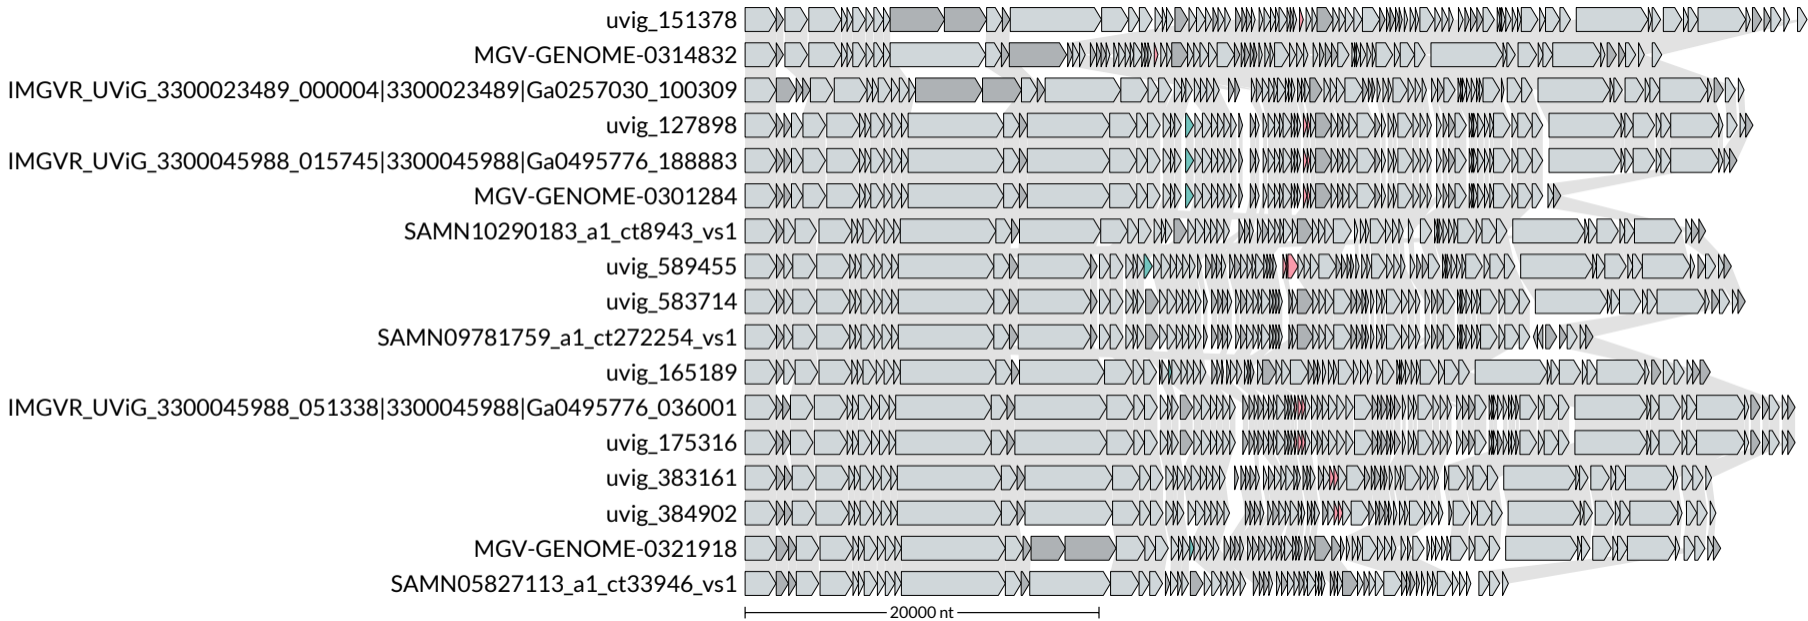 uvig_151378
MGV-GENOME-0314832
IMGVR_UViG_3300023489_000004|3300023489|Ga0257030_100309
uvig_127898
IMGVR_UViG_3300045988_015745|3300045988|Ga0495776_188883
MGV-GENOME-0301284
SAMN10290183_a1_ct8943_vs1
uvig_589455
uvig_583714
SAMN09781759_a1_ct272254_vs1
uvig_165189
IMGVR_UViG_3300045988_051338|3300045988|Ga0495776_036001
uvig_175316
uvig_383161
uvig_384902
MGV-GENOME-0321918
SAMN05827113_a1_ct33946_vs1
20000 nt